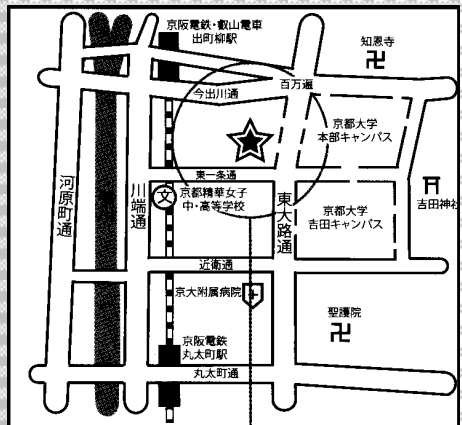 京阪電鉄・叡山電車
出町柳駅
知恩寺
百万遍
今出川通
京都大学
本部キャンパス
東一条通
河原町通
川端通
文
京都精華女子
中・高等学校
東大路通
京都大学
吉田キャンパス
吉田神社
近衛通
京大附属病院
聖護院
京阪電鉄
丸太町駅
丸太町通